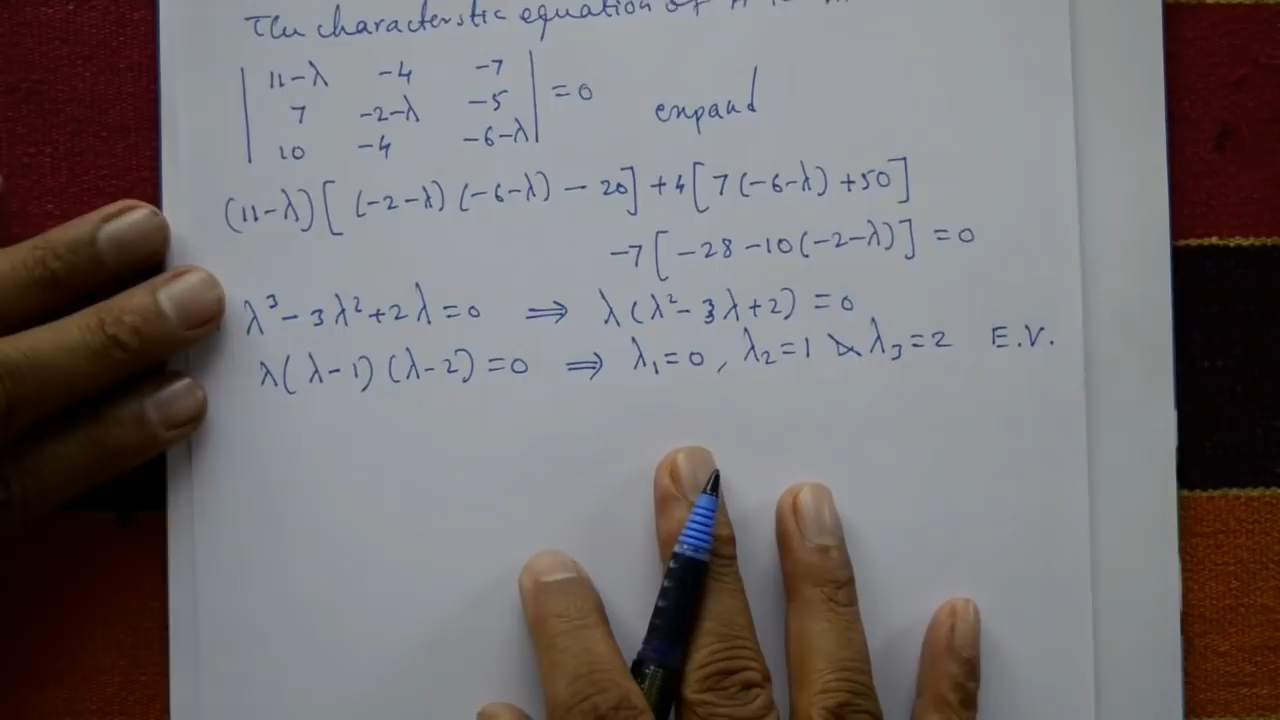 The characterstic equation of A is
| 11-λ -4 -7 |
| 7 -2-λ -5 | = 0 expand
| 10 -4 -6-λ |
(11-λ)[(-2-λ)(-6-λ) - 20] + 4[7(-6-λ) + 50]
-7[-28 - 10(-2-λ)] = 0
λ³ - 3λ² + 2λ = 0 ⇒ λ(λ² - 3λ + 2) = 0
λ(λ-1)(λ-2) = 0 ⇒ λ₁ = 0, λ₂ = 1 & λ₃ = 2 E.V.